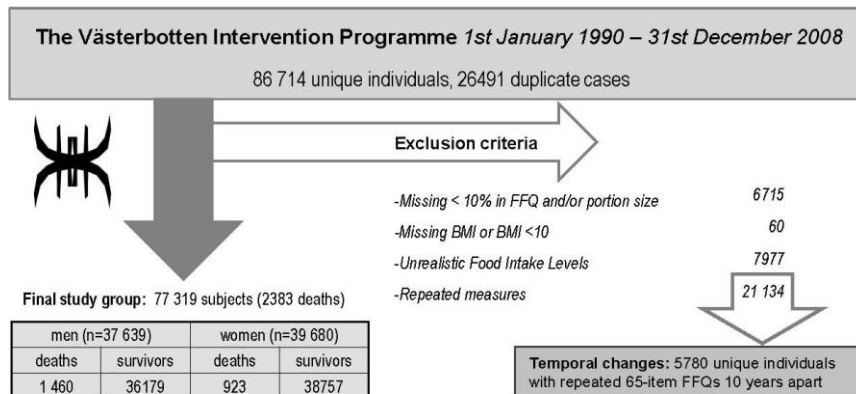 The Västerbotten Intervention Programme 1st January 1990 – 31st December 2008
86 714 unique individuals, 26491 duplicate cases
Exclusion criteria
-Missing < 10% in FFQ and/or portion size 6715
-Missing BMI or BMI <10 60
-Unrealistic Food Intake Levels 7977
-Repeated measures 21 134
Final study group: 77 319 subjects (2383 deaths)
men (n=37 639) women (n=39 680)
deaths survivors deaths survivors
1 460 36179 923 38757
Temporal changes: 5780 unique individuals
with repeated 65-item FFQs 10 years apart